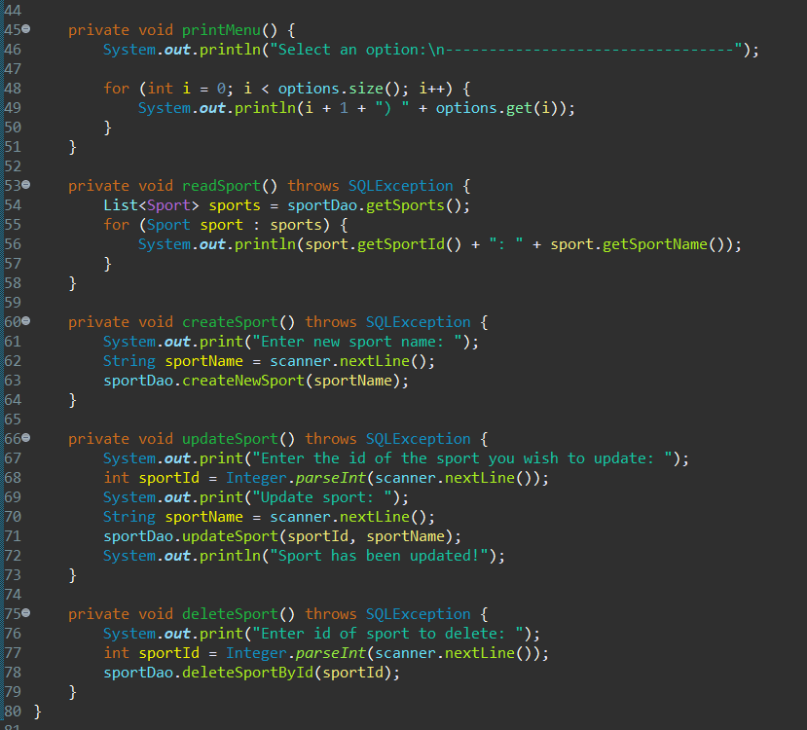 44
45 private void printMenu() {
46 System.out.println("Select an option:\n---------------------------------");
47
48 for (int i = 0; i < options.size(); i++) {
49 System.out.println(i + 1 + ") " + options.get(i));
50 }
51 }
52
53 private void readSport() throws SQLException {
54 List<Sport> sports = sportDao.getSports();
55 for (Sport sport : sports) {
56 System.out.println(sport.getSportId() + ": " + sport.getSportName());
57 }
58 }
59
60 private void createSport() throws SQLException {
61 System.out.print("Enter new sport name: ");
62 String sportName = scanner.nextLine();
63 sportDao.createNewSport(sportName);
64 }
65
66 private void updateSport() throws SQLException {
67 System.out.print("Enter the id of the sport you wish to update: ");
68 int sportId = Integer.parseInt(scanner.nextLine());
69 System.out.print("Update sport: ");
70 String sportName = scanner.nextLine();
71 sportDao.updateSport(sportId, sportName);
72 System.out.println("Sport has been updated!");
73 }
74
75 private void deleteSport() throws SQLException {
76 System.out.print("Enter id of sport to delete: ");
77 int sportId = Integer.parseInt(scanner.nextLine());
78 sportDao.deleteSportById(sportId);
79 }
80 }
81